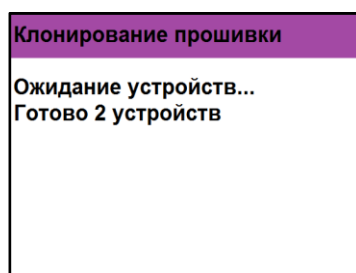 Клонирование прошивки
Ожидание устройств...
Готово 2 устройств